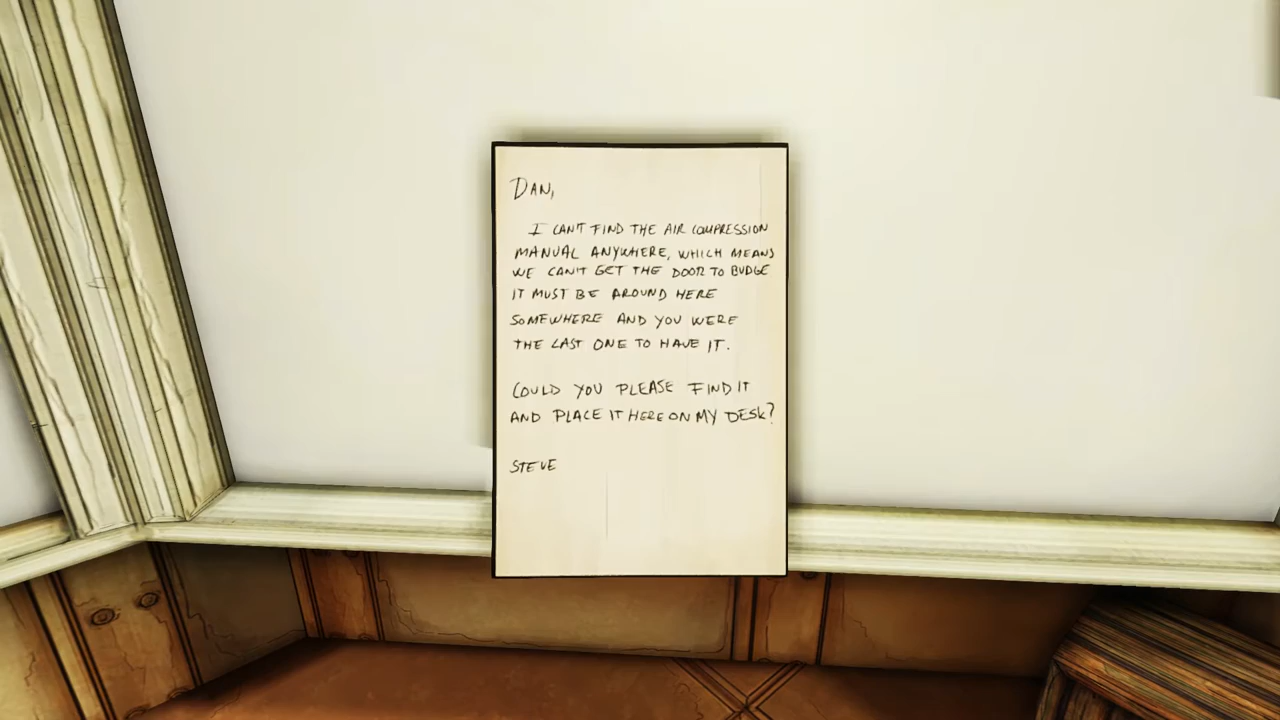 DAN,
I CAN'T FIND THE AIR COMPRESSION
MANUAL ANYWHERE, WHICH MEANS
WE CAN'T GET THE DOOR TO BUDGE
IT MUST BE AROUND HERE
SOMEWHERE AND YOU WERE
THE LAST ONE TO HAVE IT.
COULD YOU PLEASE FIND IT
AND PLACE IT HERE ON MY DESK?
STEVE